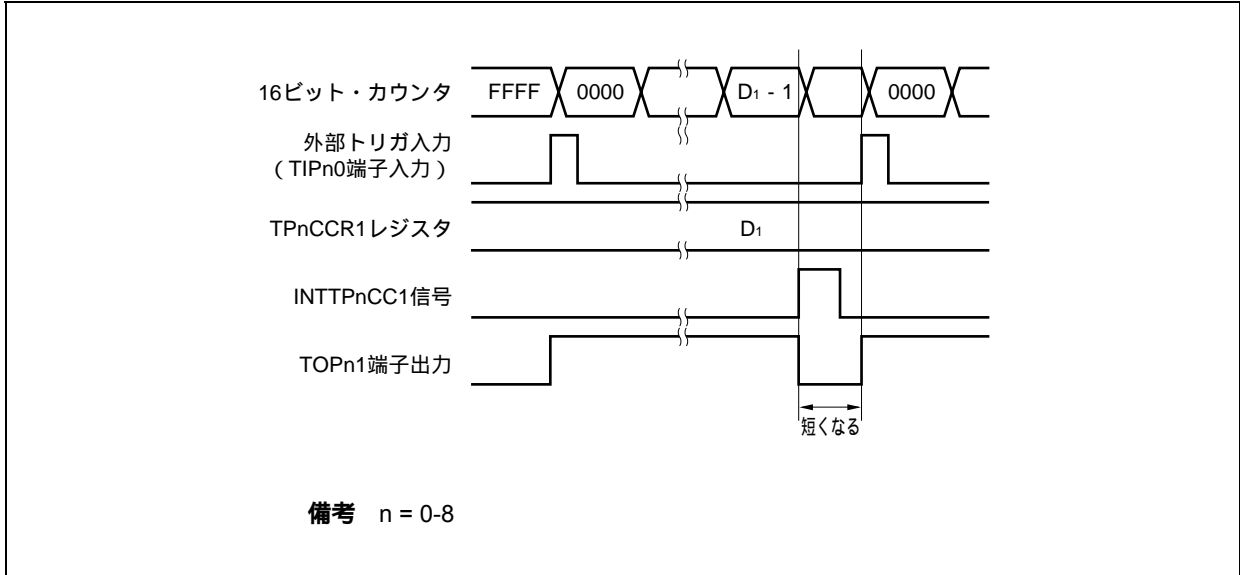 16ビット・カウンタ FFFF 0000 D1 - 1 0000
外部トリガ入力
（TIPn0端子入力）
TPnCCR1レジスタ D1
INTTPnCC1信号
TOPn1端子出力
短くなる
備考 n = 0-8